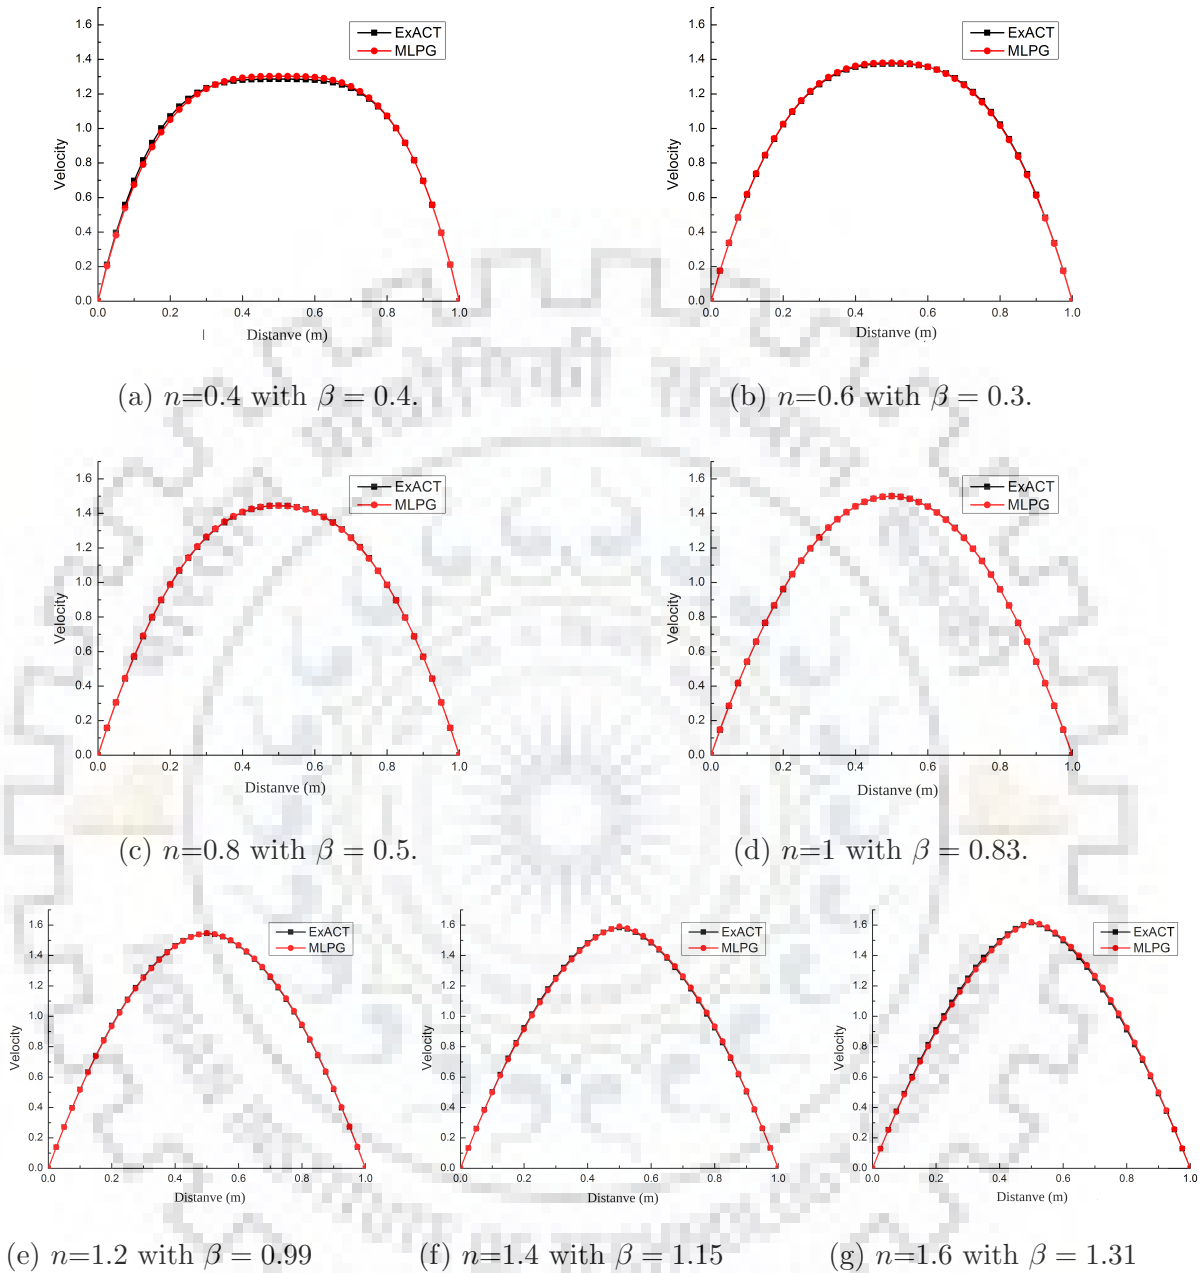 1.6
1.4
1.2
1.0
0.8
0.6
0.4
0.2
0.0
Velocity
ExACT
MLPG
0.0 0.2 0.4 0.6 0.8 1.0
Distanve (m)
(a) n=0.4 with β = 0.4.
1.6
1.4
1.2
1.0
0.8
0.6
0.4
0.2
0.0
Velocity
ExACT
MLPG
0.0 0.2 0.4 0.6 0.8 1.0
Distanve (m)
(b) n=0.6 with β = 0.3.
1.6
1.4
1.2
1.0
0.8
0.6
0.4
0.2
0.0
Velocity
ExACT
MLPG
0.0 0.2 0.4 0.6 0.8 1.0
Distanve (m)
(c) n=0.8 with β = 0.5.
1.6
1.4
1.2
1.0
0.8
0.6
0.4
0.2
0.0
Velocity
ExACT
MLPG
0.0 0.2 0.4 0.6 0.8 1.0
Distanve (m)
(d) n=1 with β = 0.83.
1.6
1.4
1.2
1.0
0.8
0.6
0.4
0.2
0.0
Velocity
ExACT
MLPG
0.0 0.2 0.4 0.6 0.8 1.0
Distanve (m)
(e) n=1.2 with β = 0.99
1.6
1.4
1.2
1.0
0.8
0.6
0.4
0.2
0.0
Velocity
ExACT
MLPG
0.0 0.2 0.4 0.6 0.8 1.0
Distanve (m)
(f) n=1.4 with β = 1.15
1.6
1.4
1.2
1.0
0.8
0.6
0.4
0.2
0.0
Velocity
ExACT
MLPG
0.0 0.2 0.4 0.6 0.8 1.0
Distanve (m)
(g) n=1.6 with β = 1.31